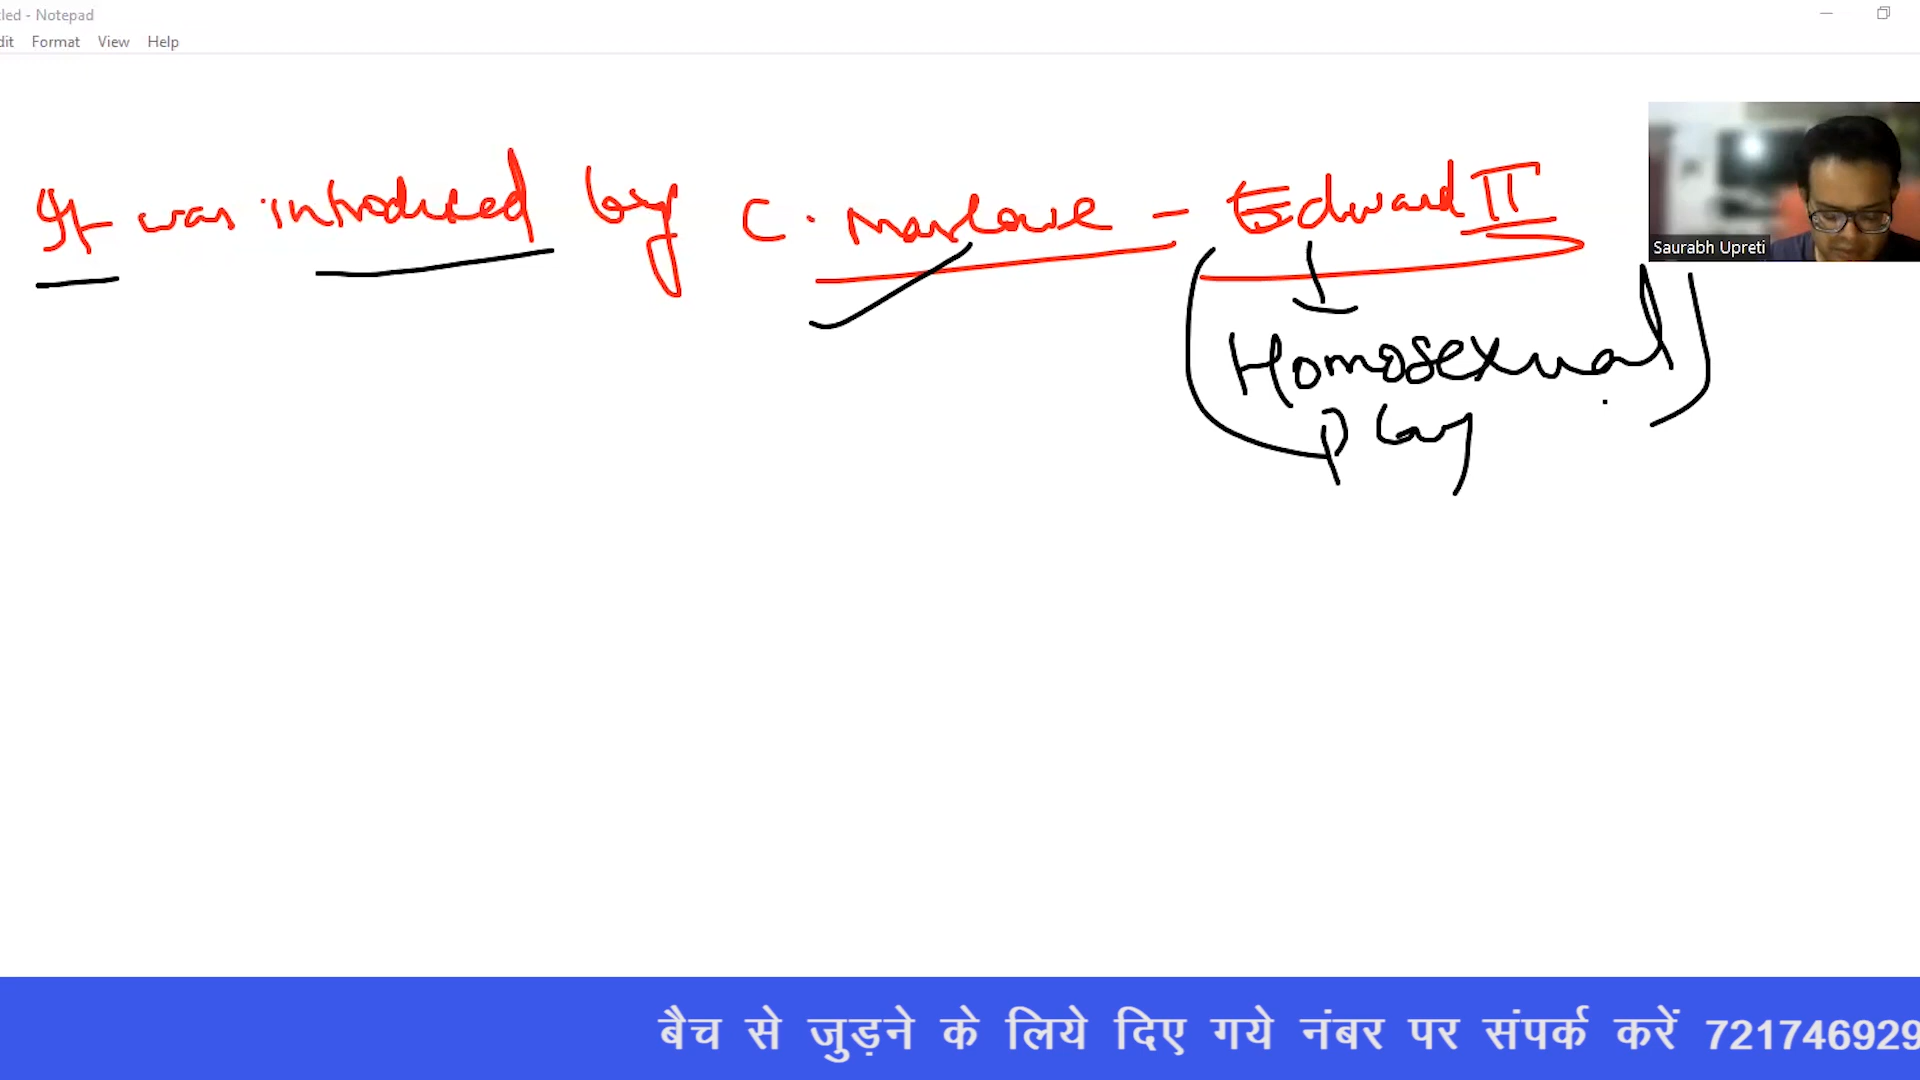 led - Notepad
dit Format View Help
It was introduced by C. Marlowe - Edward II
Saurabh Upreti
Homosexual
play
बैच से जुड़ने के लिये दिए गये नंबर पर संपर्क करें 721746929